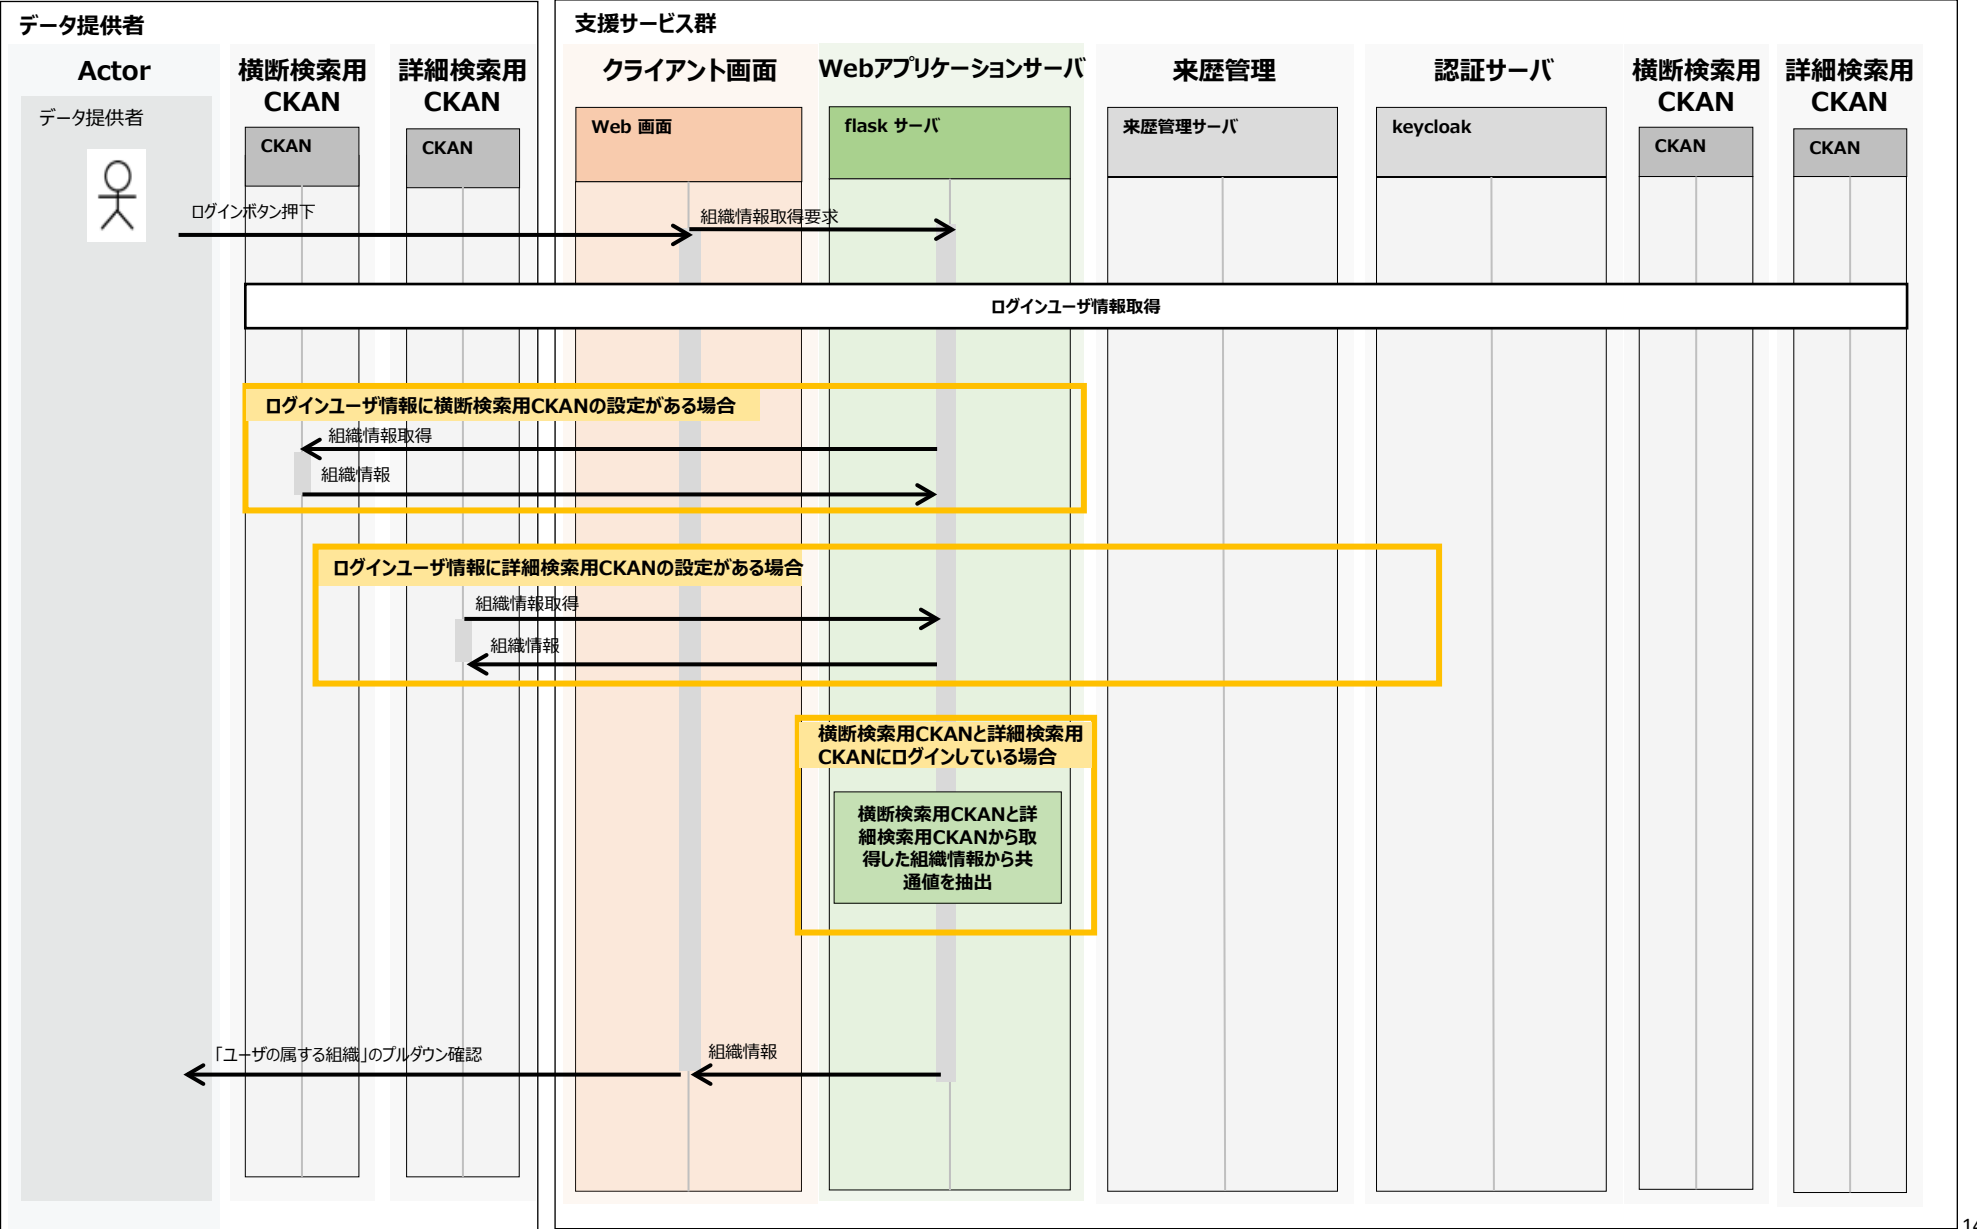 データ提供者
支援サービス群
Actor
横断検索用
CKAN
詳細検索用
CKAN
クライアント画面
Webアプリケーションサーバ
来歴管理
認証サーバ
横断検索用
CKAN
詳細検索用
CKAN
データ提供者
CKAN
CKAN
Web 画面
flask サーバ
来歴管理サーバ
keycloak
CKAN
CKAN
ログインボタン押下
組織情報取得要求
ログインユーザ情報取得
ログインユーザ情報に横断検索用CKANの設定がある場合
組織情報取得
組織情報
ログインユーザ情報に詳細検索用CKANの設定がある場合
組織情報取得
組織情報
横断検索用CKANと詳細検索用
CKANにログインしている場合
横断検索用CKANと詳
細検索用CKANから取
得した組織情報から共
通値を抽出
「ユーザの属する組織」のプルダウン確認
組織情報